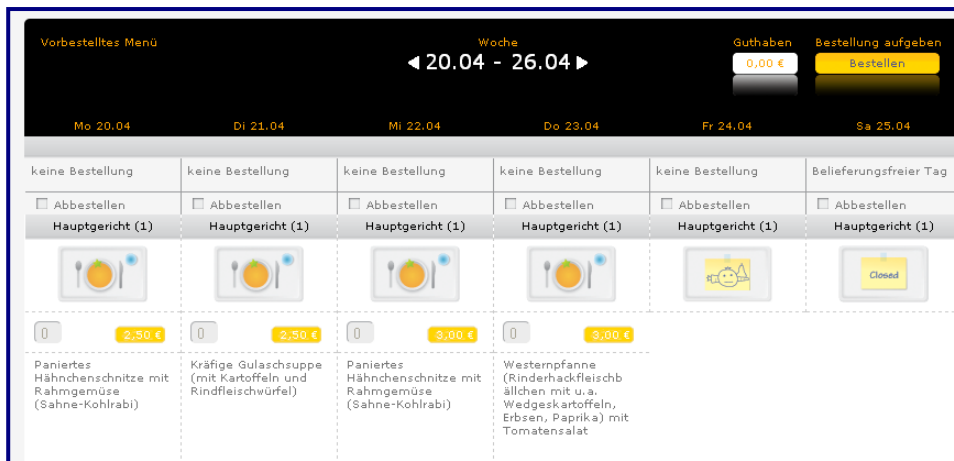 Vorbestelltes Menü
Woche
Guthaben
Bestellung aufgeben
20.04 - 26.04
0,00 €
Bestellen
Mo 20.04
Di 21.04
Mi 22.04
Do 23.04
Fr 24.04
Sa 25.04
keine Bestellung
keine Bestellung
keine Bestellung
keine Bestellung
keine Bestellung
Belieferungsfreier Tag
Abbestellen
Abbestellen
Abbestellen
Abbestellen
Abbestellen
Abbestellen
Hauptgericht (1)
Hauptgericht (1)
Hauptgericht (1)
Hauptgericht (1)
Hauptgericht (1)
Hauptgericht (1)
Closed
0
2,50 €
0
2,50 €
0
3,00 €
0
3,00 €
Paniertes
Hähnchenschnitze mit
Rahmgemüse
(Sahne-Kohlrabi)
Kräfige Gulaschsuppe
(mit Kartoffeln und
Rindfleischwürfel)
Paniertes
Hähnchenschnitze mit
Rahmgemüse
(Sahne-Kohlrabi)
Westernpfanne
(Rinderhackfleischb
ällchen mit u.a.
Wedgeskartoffeln,
Erbsen, Paprika) mit
Tomatensalat